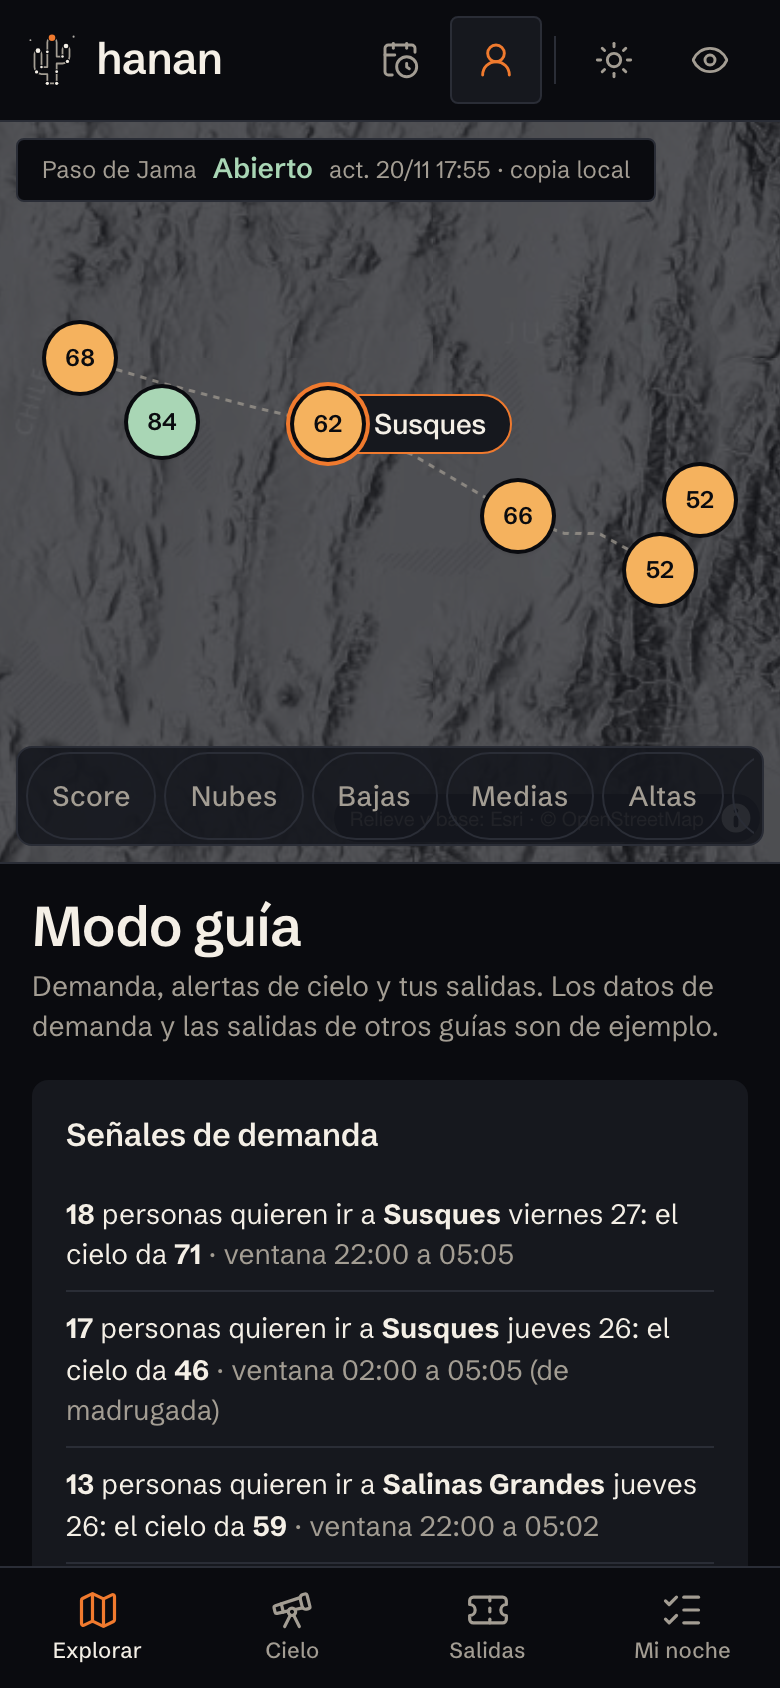 hanan
Paso de Jama Abierto act. 20/11 17:55 · copia local
68
84
62 Susques
66
52
52
CHILE
Score Nubes Bajas Medias Altas
Relieve y base: Esri · © OpenStreetMap
Modo guía
Demanda, alertas de cielo y tus salidas. Los datos de
demanda y las salidas de otros guías son de ejemplo.
Señales de demanda
18 personas quieren ir a Susques viernes 27: el
cielo da 71 · ventana 22:00 a 05:05
17 personas quieren ir a Susques jueves 26: el
cielo da 46 · ventana 02:00 a 05:05 (de
madrugada)
13 personas quieren ir a Salinas Grandes jueves
26: el cielo da 59 · ventana 22:00 a 05:02
Explorar Cielo Salidas Mi noche